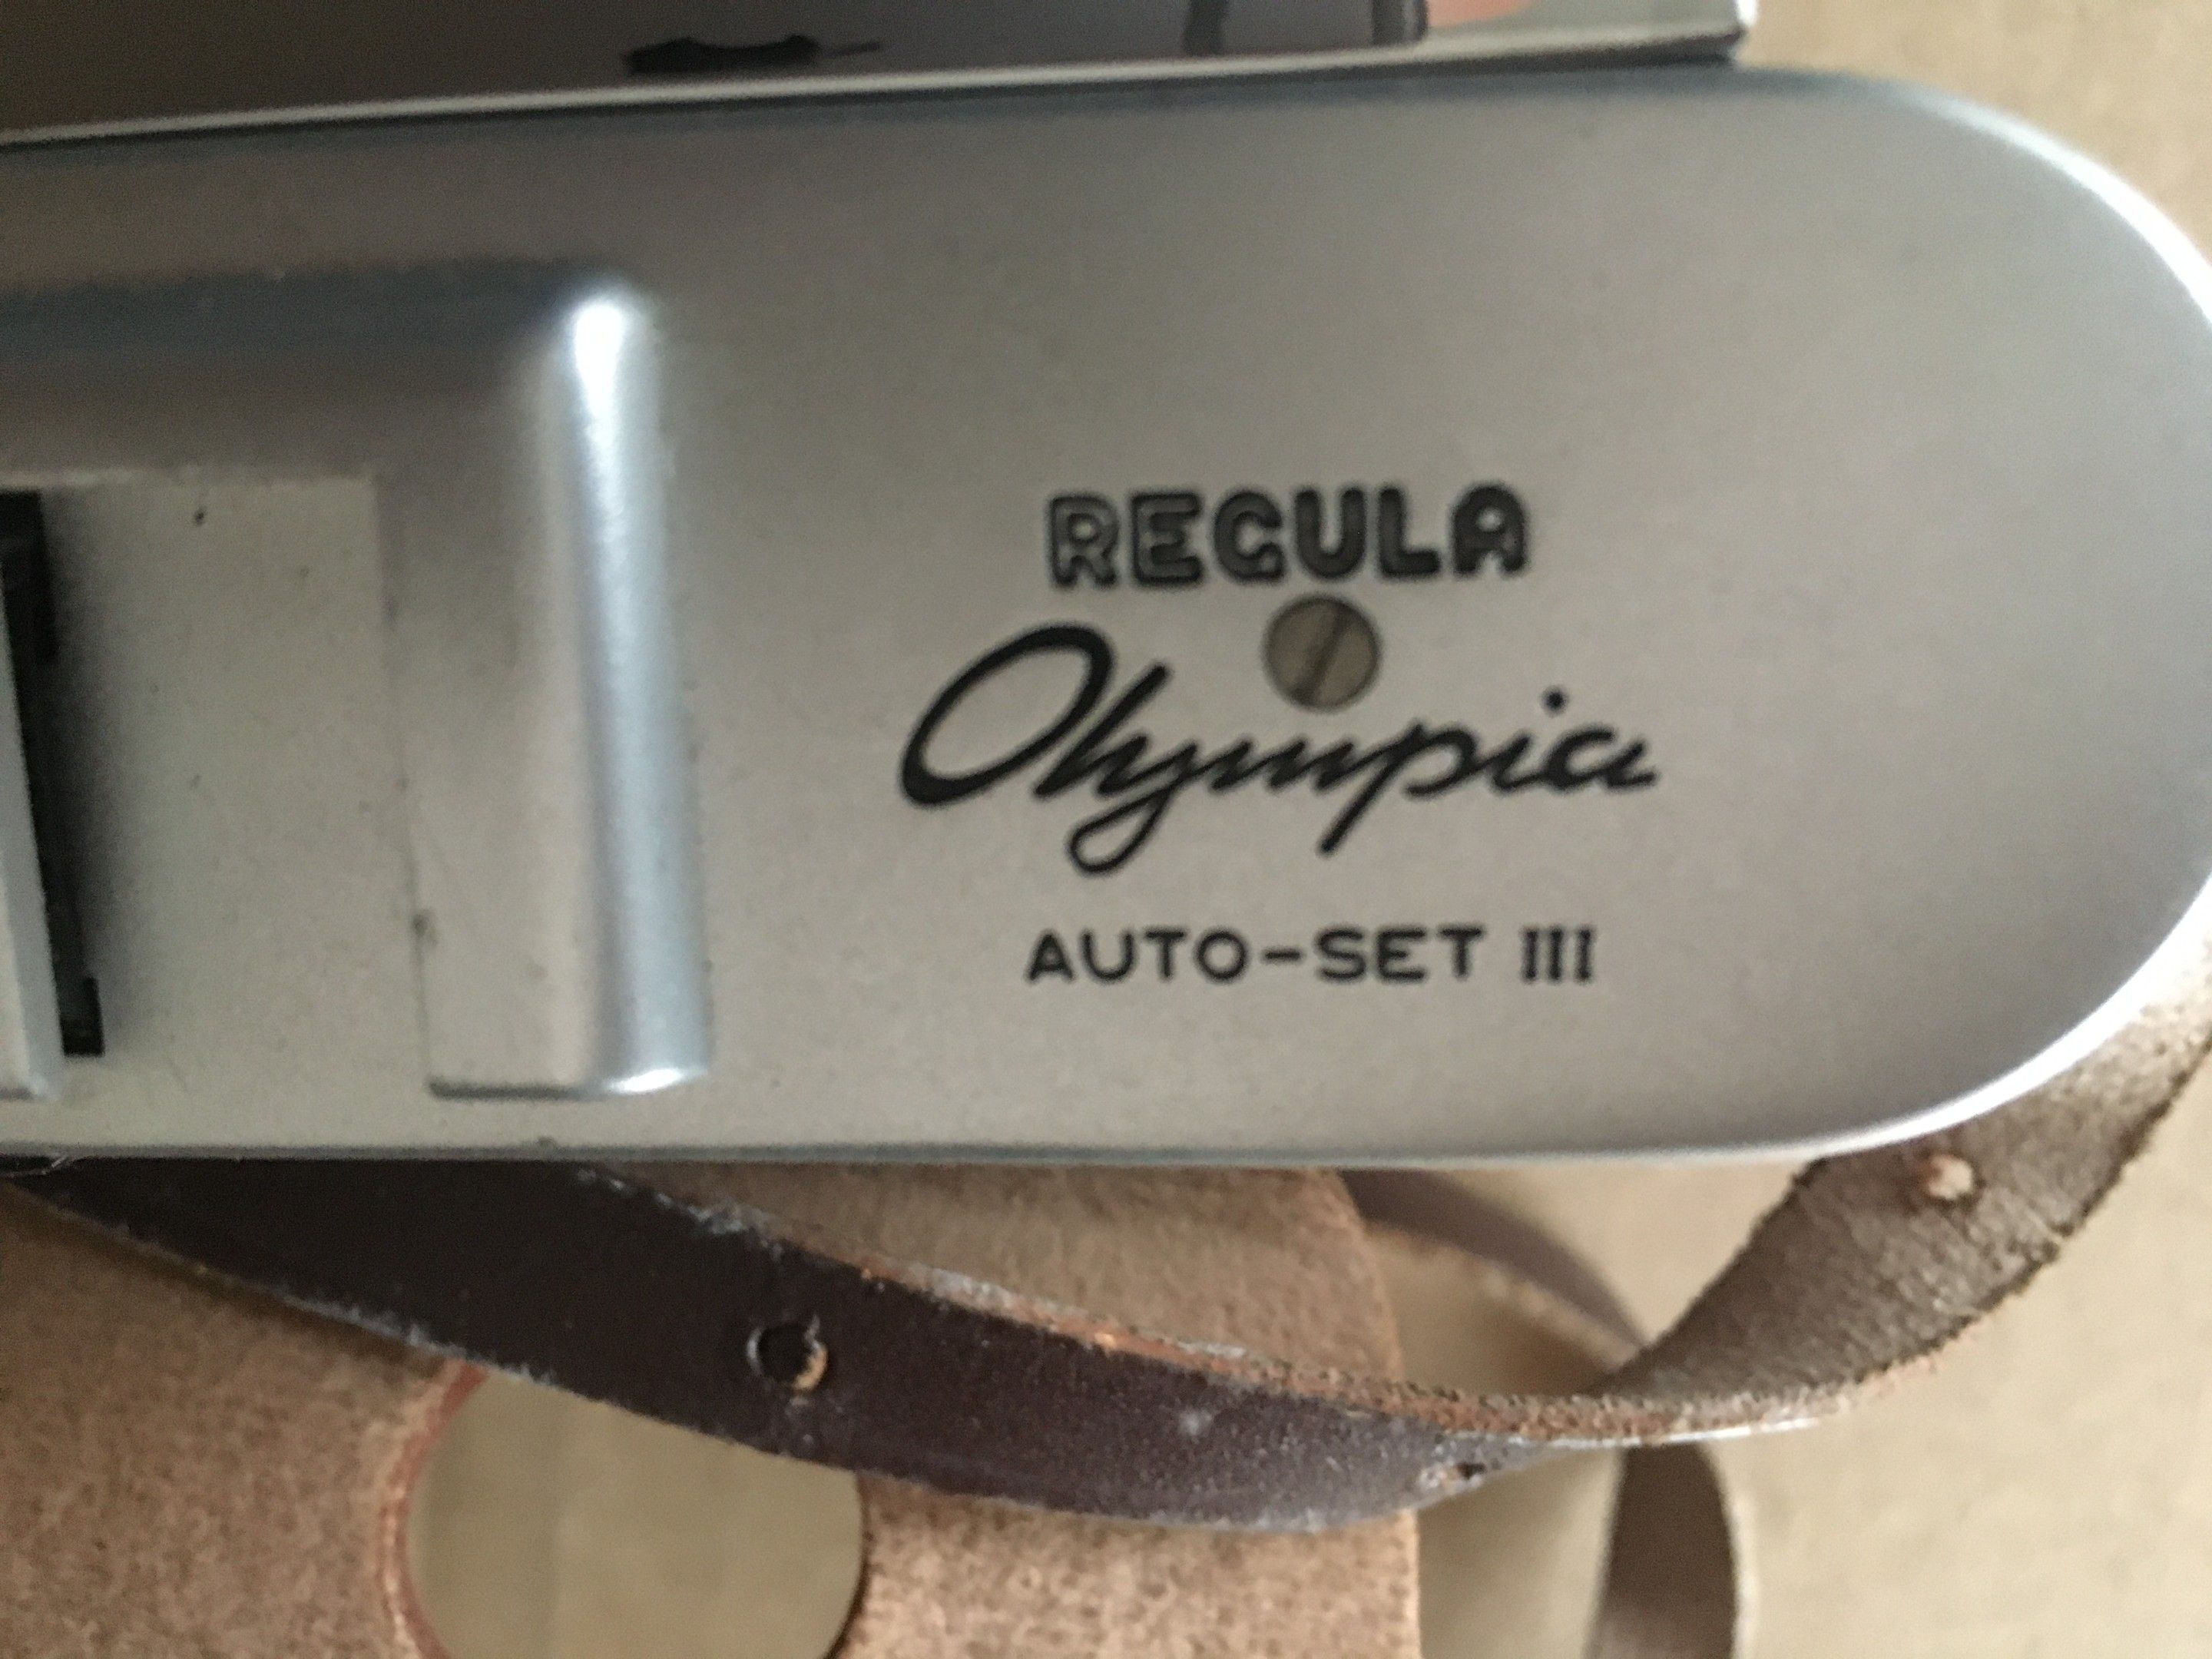 REGULA
Olympia
AUTO-SET III